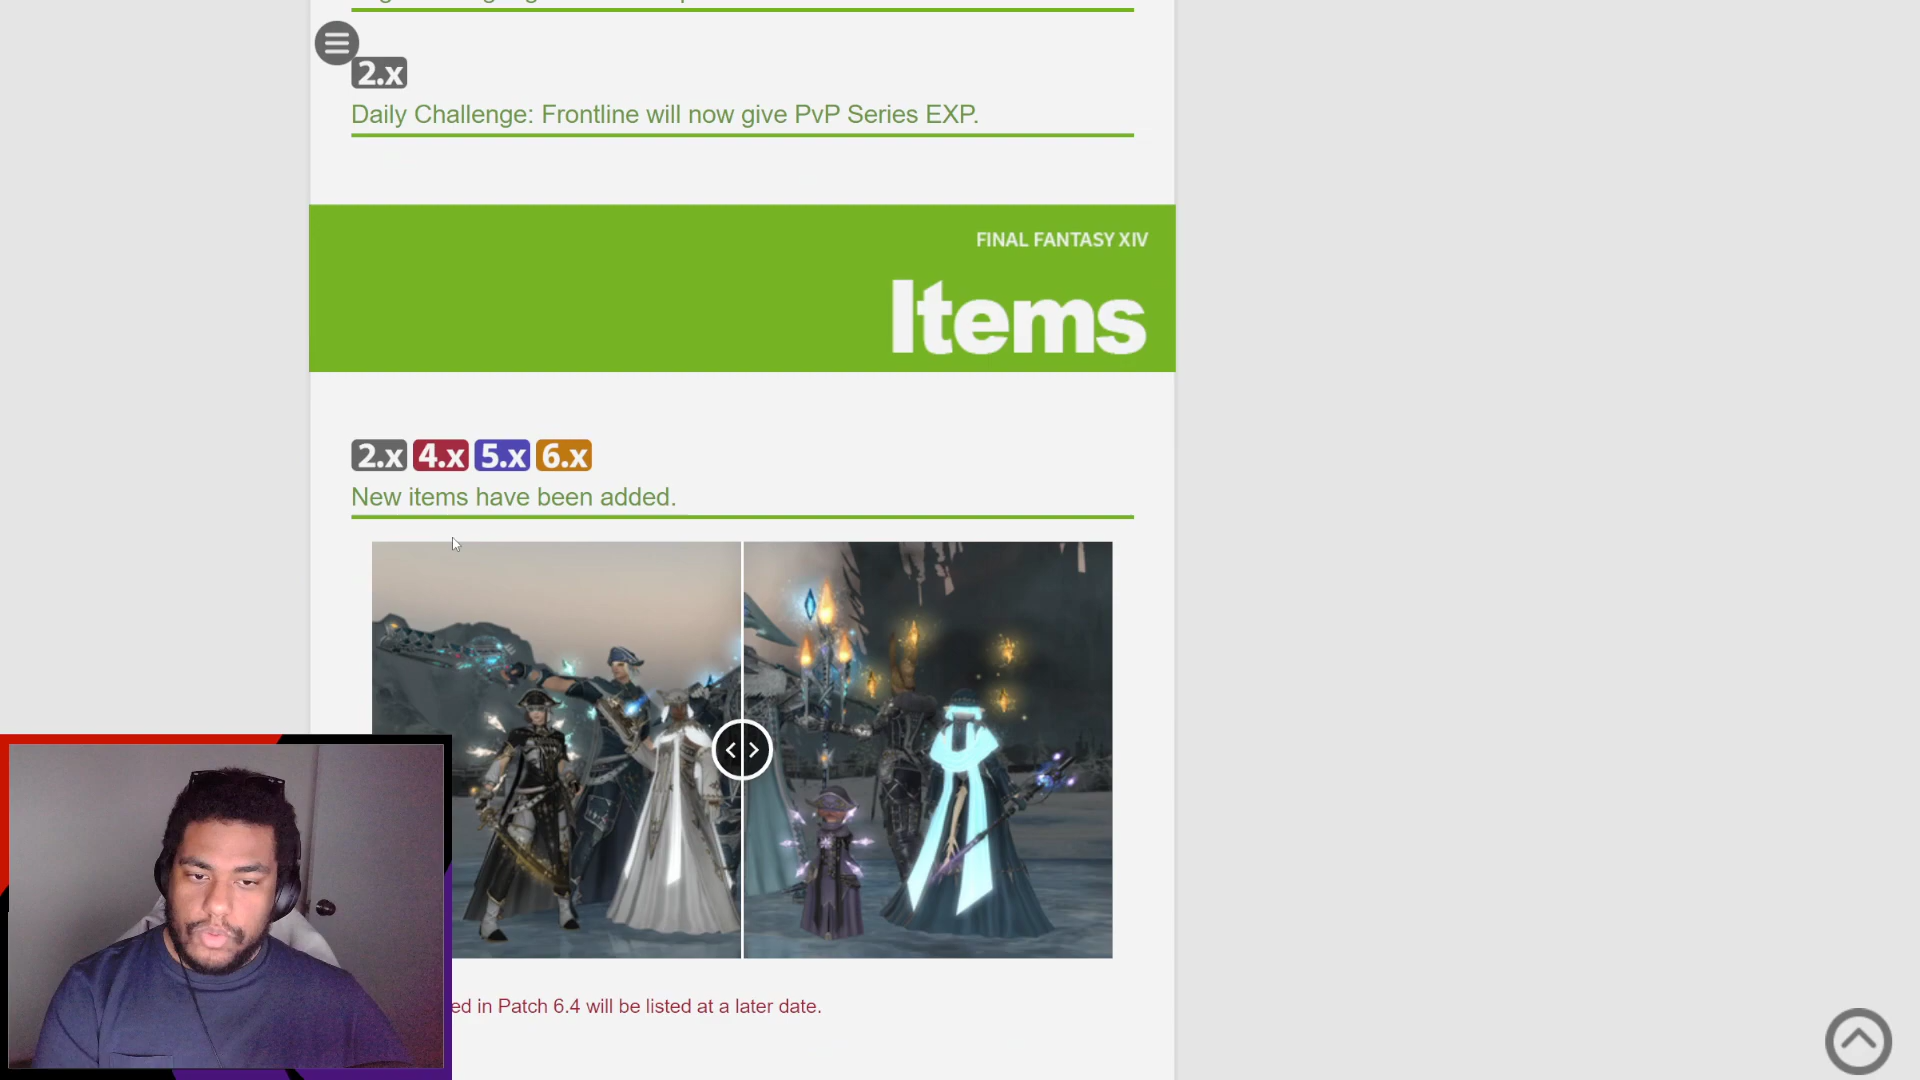 2.x
Daily Challenge: Frontline will now give PvP Series EXP.
FINAL FANTASY XIV
Items
2.x 4.x 5.x 6.x
New items have been added.
ed in Patch 6.4 will be listed at a later date.